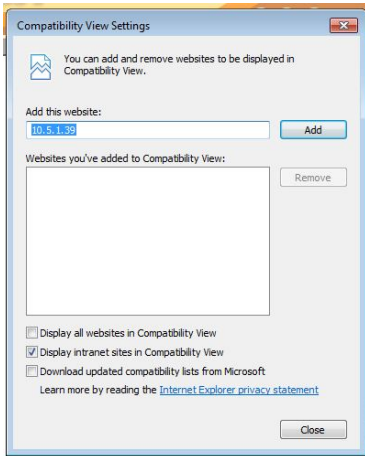 Compatibility View Settings
You can add and remove websites to be displayed in
Compatibility View.
Add this website:
10.5.1.39
Add
Websites you've added to Compatibility View:
Remove
Display all websites in Compatibility View
Display intranet sites in Compatibility View
Download updated compatibility lists from Microsoft
Learn more by reading the Internet Explorer privacy statement
Close